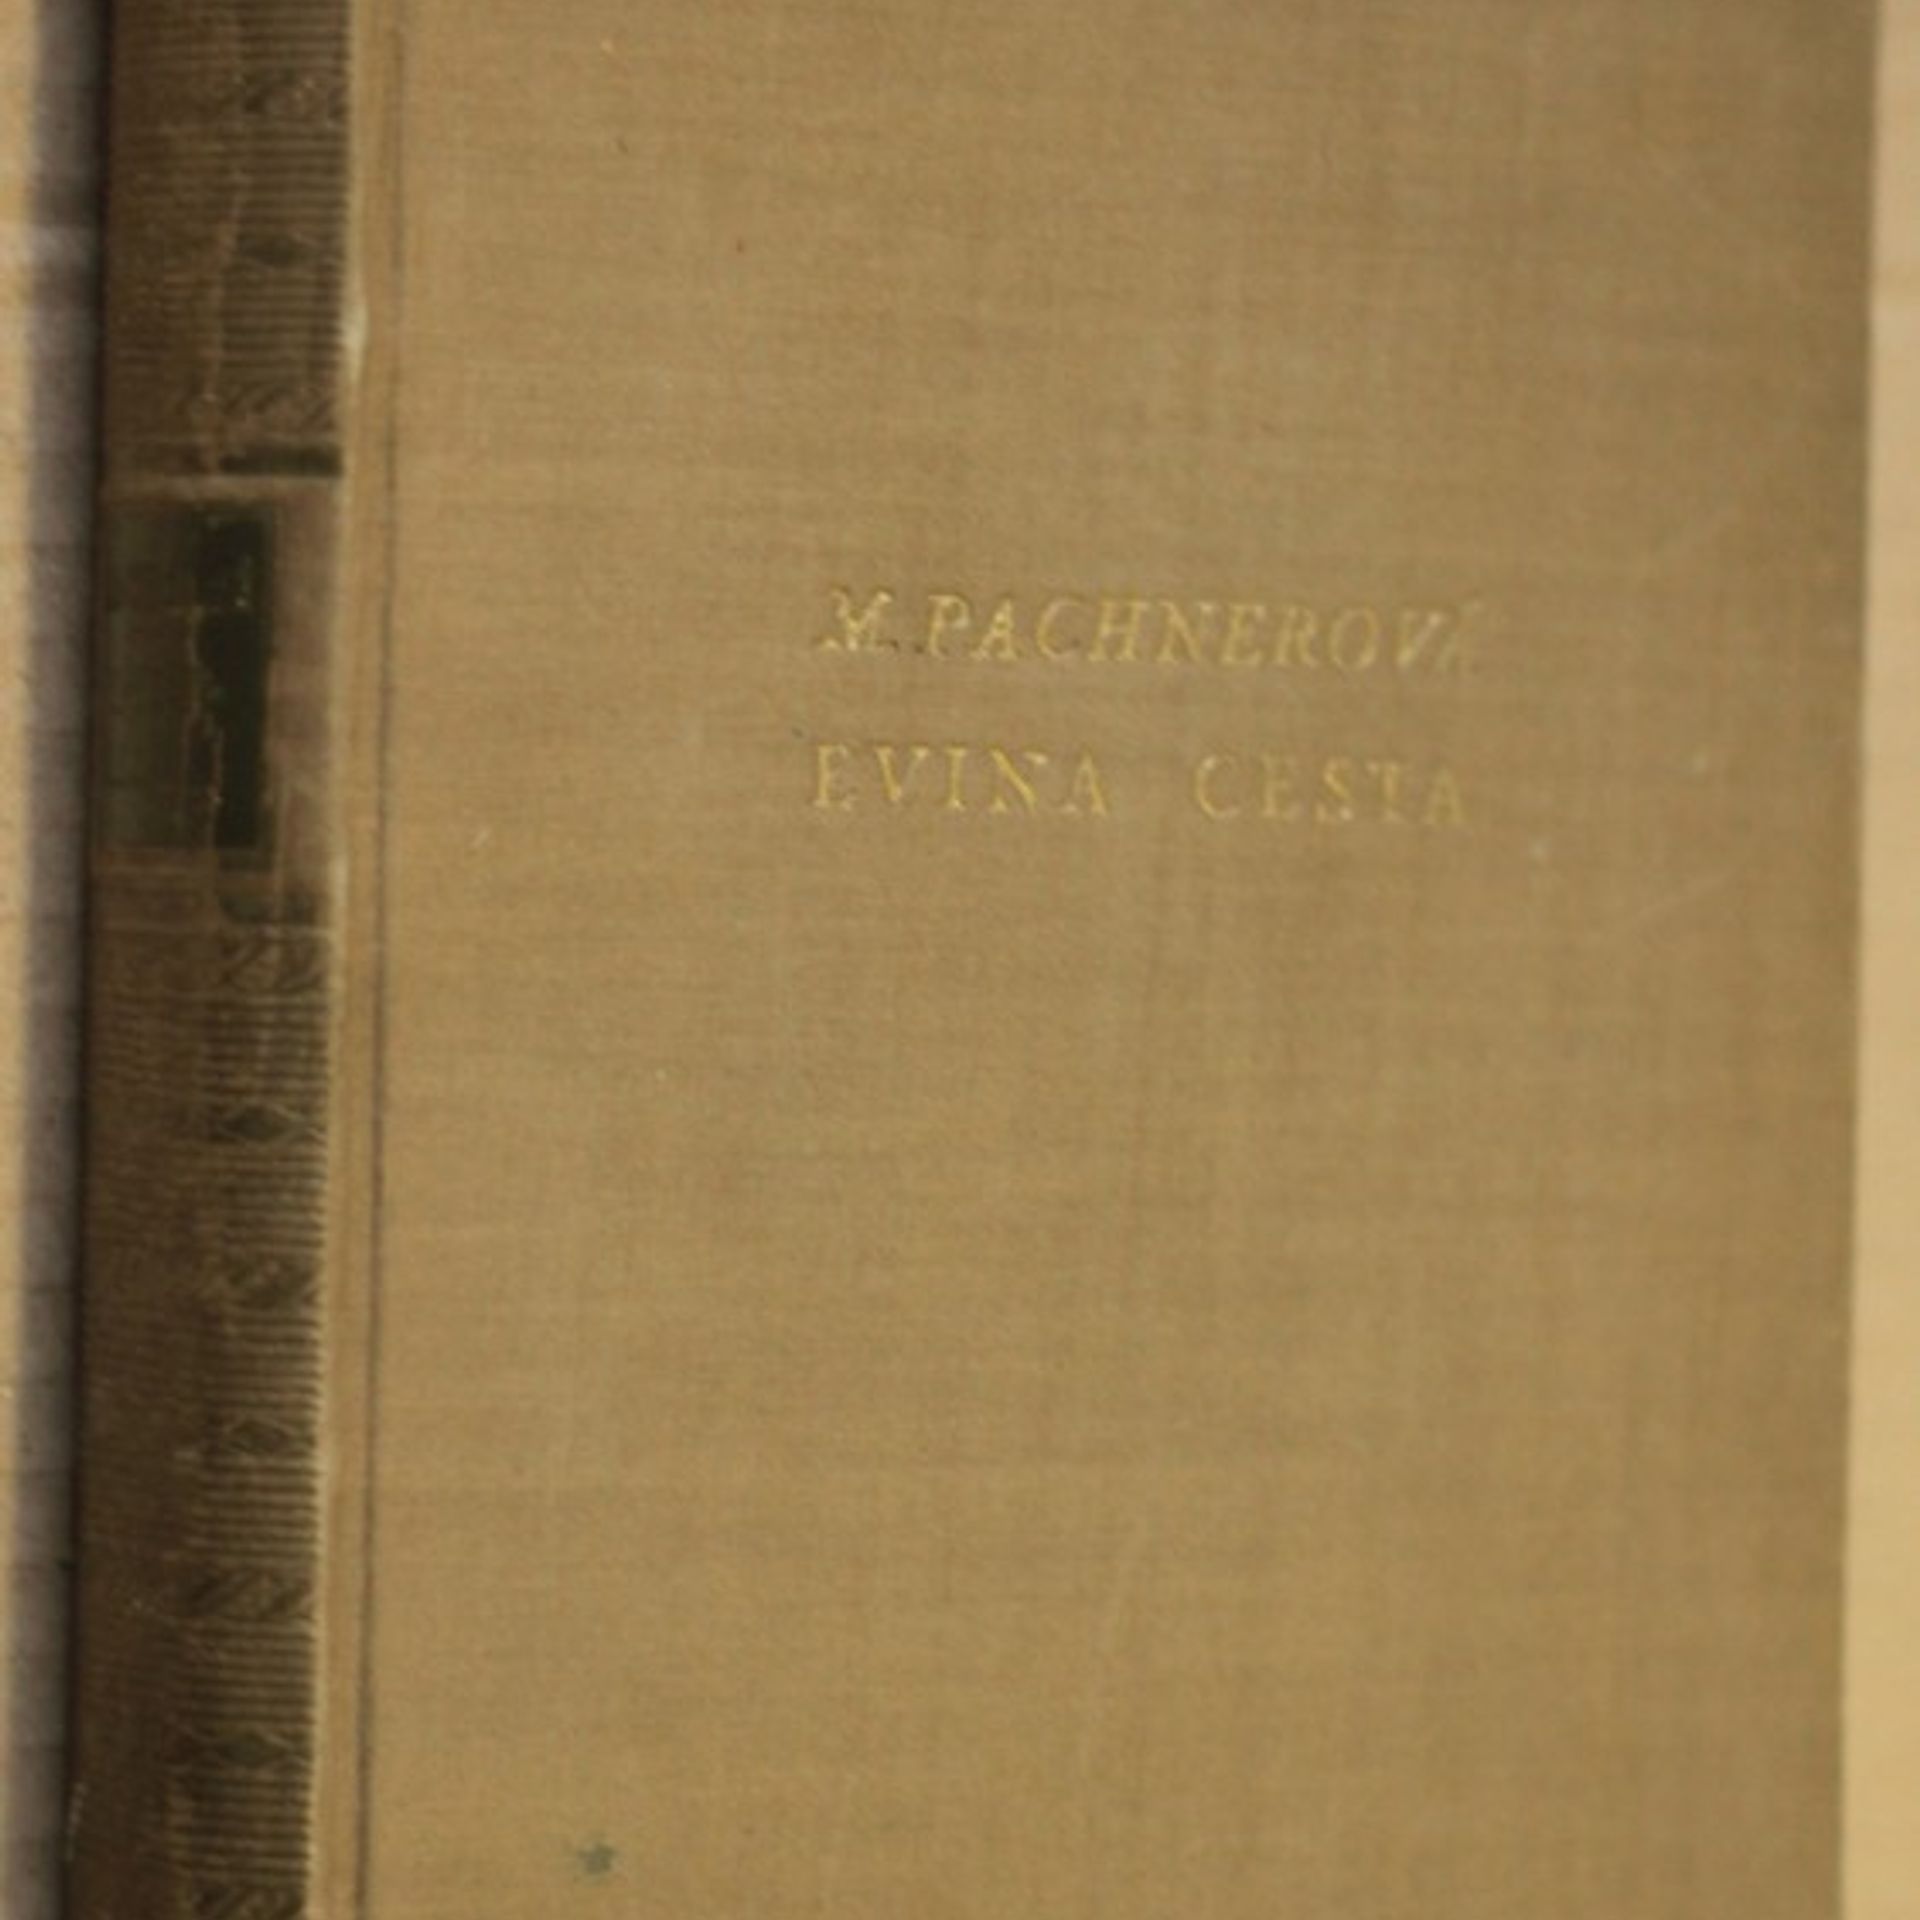 M. PACHNEROVÁ
EVINA CESTA